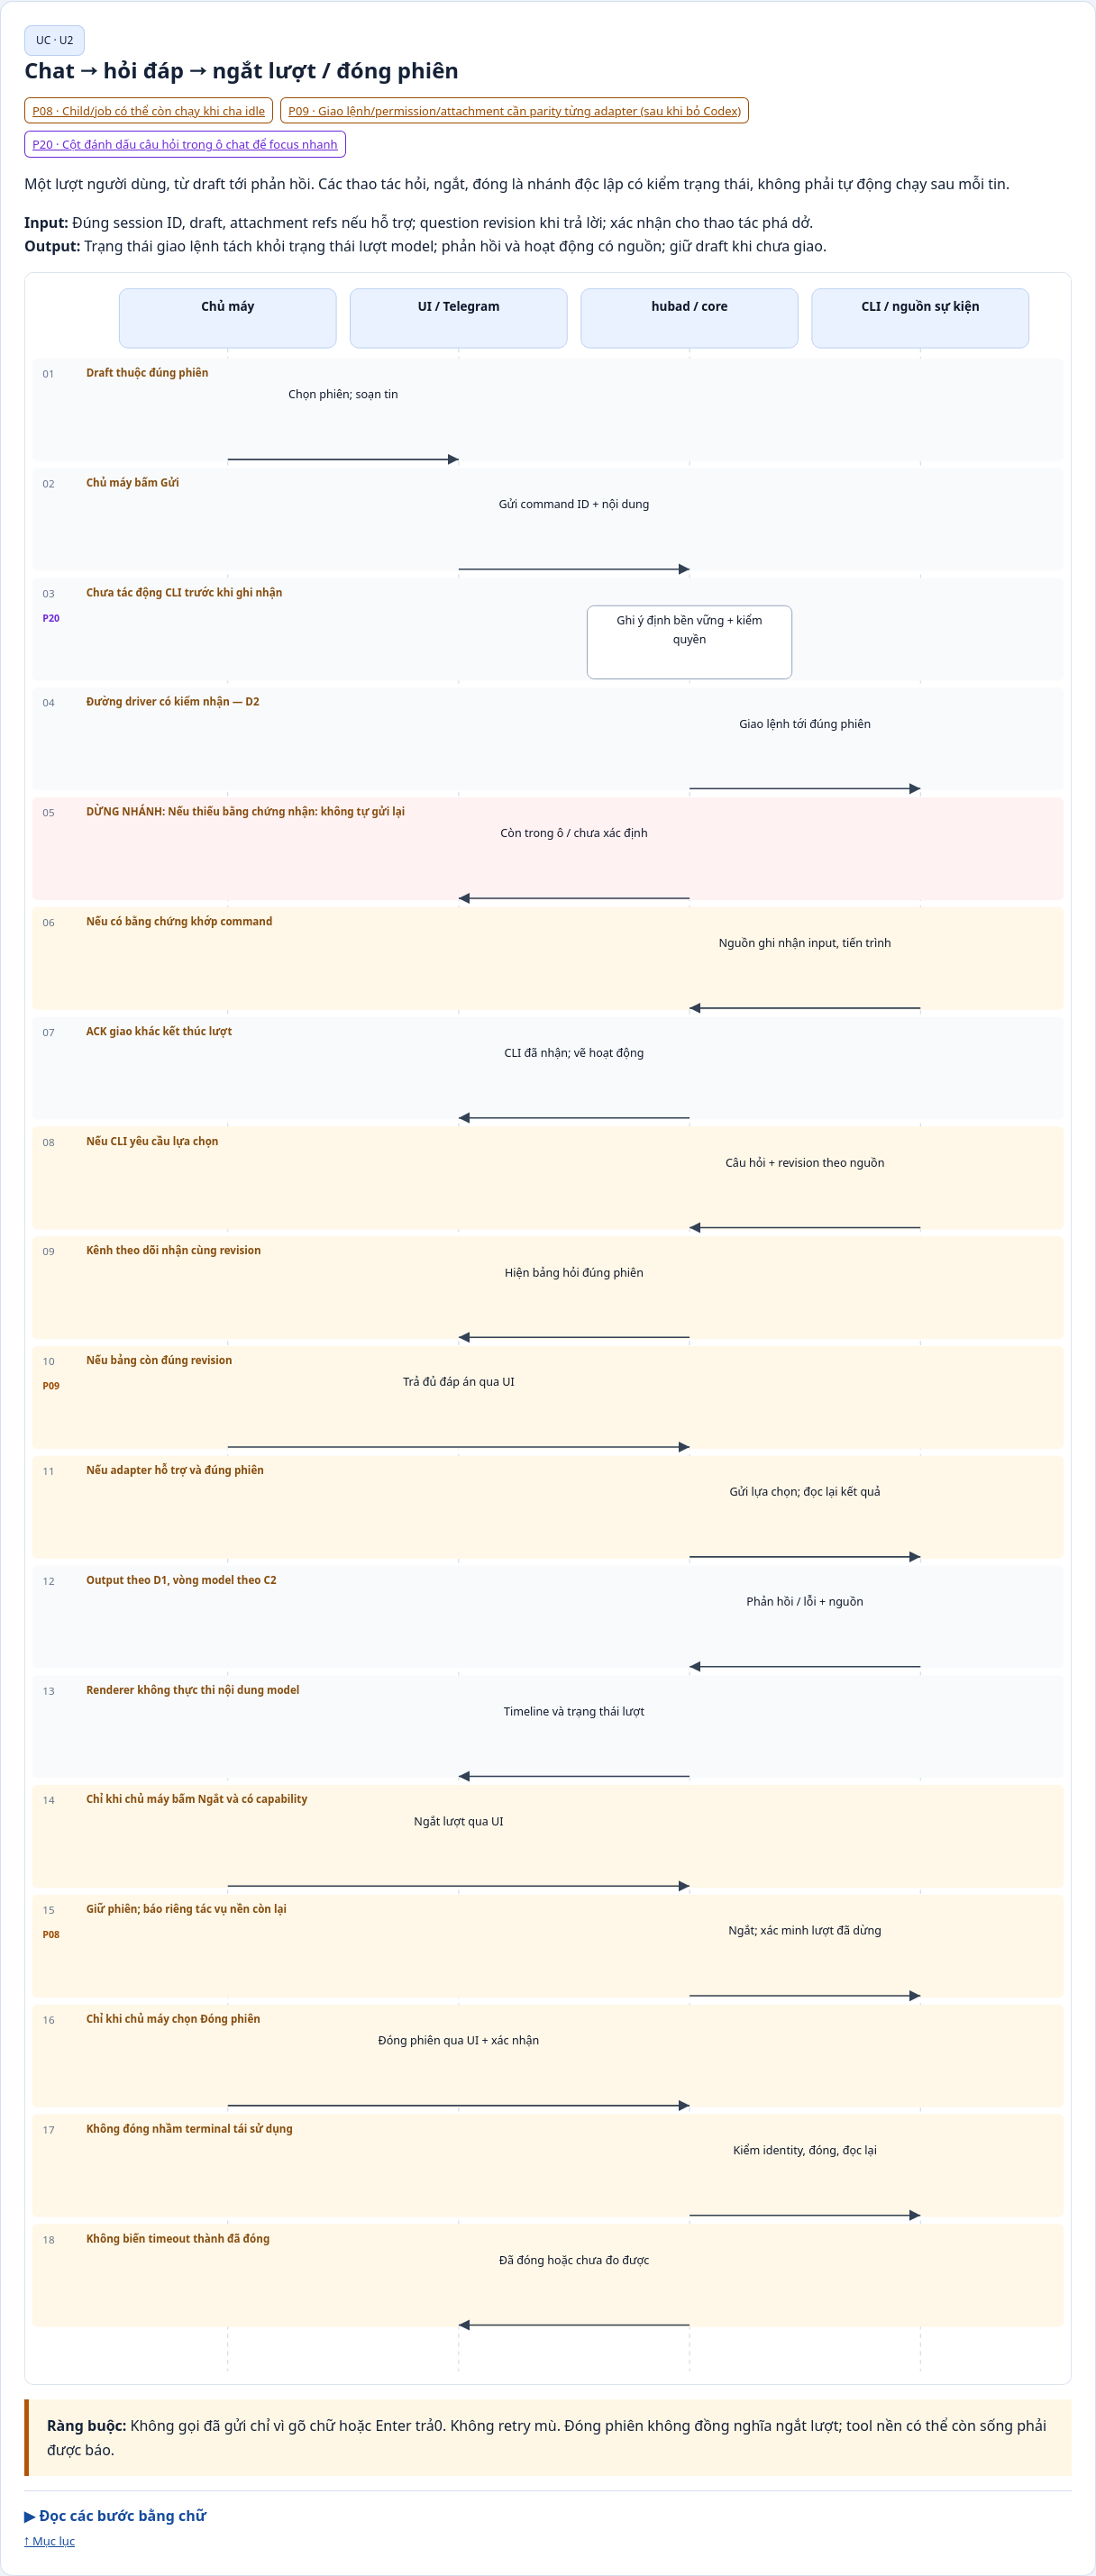 UC · U2
Chat → hỏi đáp → ngắt lượt / đóng phiên
P08 · Child/job có thể còn chạy khi cha idle
P09 · Giao lệnh/permission/attachment cần parity từng adapter (sau khi bỏ Codex)
P20 · Cột đánh dấu câu hỏi trong ô chat để focus nhanh
Một lượt người dùng, từ draft tới phản hồi. Các thao tác hỏi, ngắt, đóng là nhánh độc lập có kiểm trạng thái, không phải tự động chạy sau mỗi tin.
Input: Đúng session ID, draft, attachment refs nếu hỗ trợ; question revision khi trả lời; xác nhận cho thao tác phá dở.
Output: Trạng thái giao lệnh tách khỏi trạng thái lượt model; phản hồi và hoạt động có nguồn; giữ draft khi chưa giao.
Chủ máy
UI / Telegram
hubad / core
CLI / nguồn sự kiện
01
Draft thuộc đúng phiên
Chọn phiên; soạn tin
02
Chủ máy bấm Gửi
Gửi command ID + nội dung
03
Chưa tác động CLI trước khi ghi nhận
P20
Ghi ý định bền vững + kiểm
quyền
04
Đường driver có kiểm nhận — D2
Giao lệnh tới đúng phiên
05
DỪNG NHÁNH: Nếu thiếu bằng chứng nhận: không tự gửi lại
Còn trong ô / chưa xác định
06
Nếu có bằng chứng khớp command
Nguồn ghi nhận input, tiến trình
07
ACK giao khác kết thúc lượt
CLI đã nhận; vẽ hoạt động
08
Nếu CLI yêu cầu lựa chọn
Câu hỏi + revision theo nguồn
09
Kênh theo dõi nhận cùng revision
Hiện bảng hỏi đúng phiên
10
Nếu bảng còn đúng revision
P09
Trả đủ đáp án qua UI
11
Nếu adapter hỗ trợ và đúng phiên
Gửi lựa chọn; đọc lại kết quả
12
Output theo D1, vòng model theo C2
Phản hồi / lỗi + nguồn
13
Renderer không thực thi nội dung model
Timeline và trạng thái lượt
14
Chỉ khi chủ máy bấm Ngắt và có capability
Ngắt lượt qua UI
15
Giữ phiên; báo riêng tác vụ nền còn lại
P08
Ngắt; xác minh lượt đã dừng
16
Chỉ khi chủ máy chọn Đóng phiên
Đóng phiên qua UI + xác nhận
17
Không đóng nhầm terminal tái sử dụng
Kiểm identity, đóng, đọc lại
18
Không biến timeout thành đã đóng
Đã đóng hoặc chưa đo được
Ràng buộc: Không gọi đã gửi chỉ vì gõ chữ hoặc Enter trả0. Không retry mù. Đóng phiên không đồng nghĩa ngắt lượt; tool nền có thể còn sống phải
được báo.
▶ Đọc các bước bằng chữ
↑ Mục lục